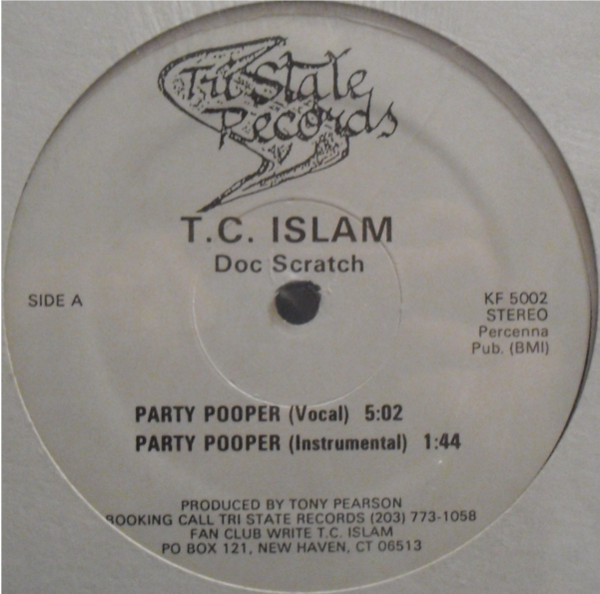 Tri State
Records
T.C. ISLAM
Doc Scratch
SIDE A
KF 5002
STEREO
Percenna
Pub. (BMI)
PARTY POOPER (Vocal) 5:02
PARTY POOPER (Instrumental) 1:44
PRODUCED BY TONY PEARSON
BOOKING CALL TRI STATE RECORDS (203) 773-1058
FAN CLUB WRITE T.C. ISLAM
PO BOX 121, NEW HAVEN, CT 06513